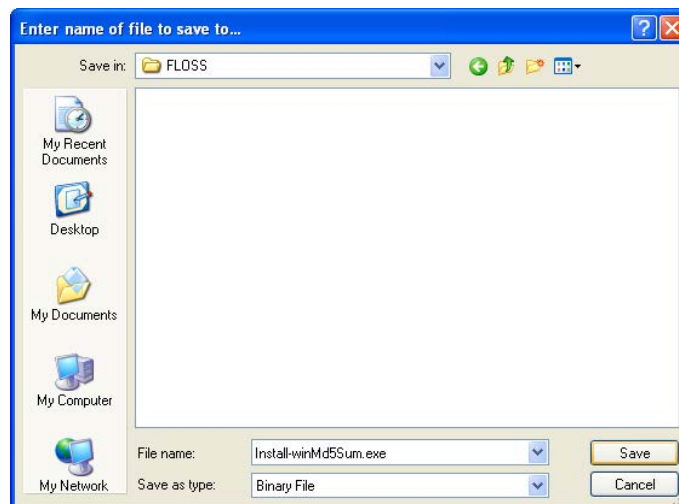 Enter name of file to save to...
Save in: FLOSS
My Recent
Documents
Desktop
My Documents
My Computer
My Network
File name: Install-winMd5Sum.exe Save
Save as type: Binary File Cancel